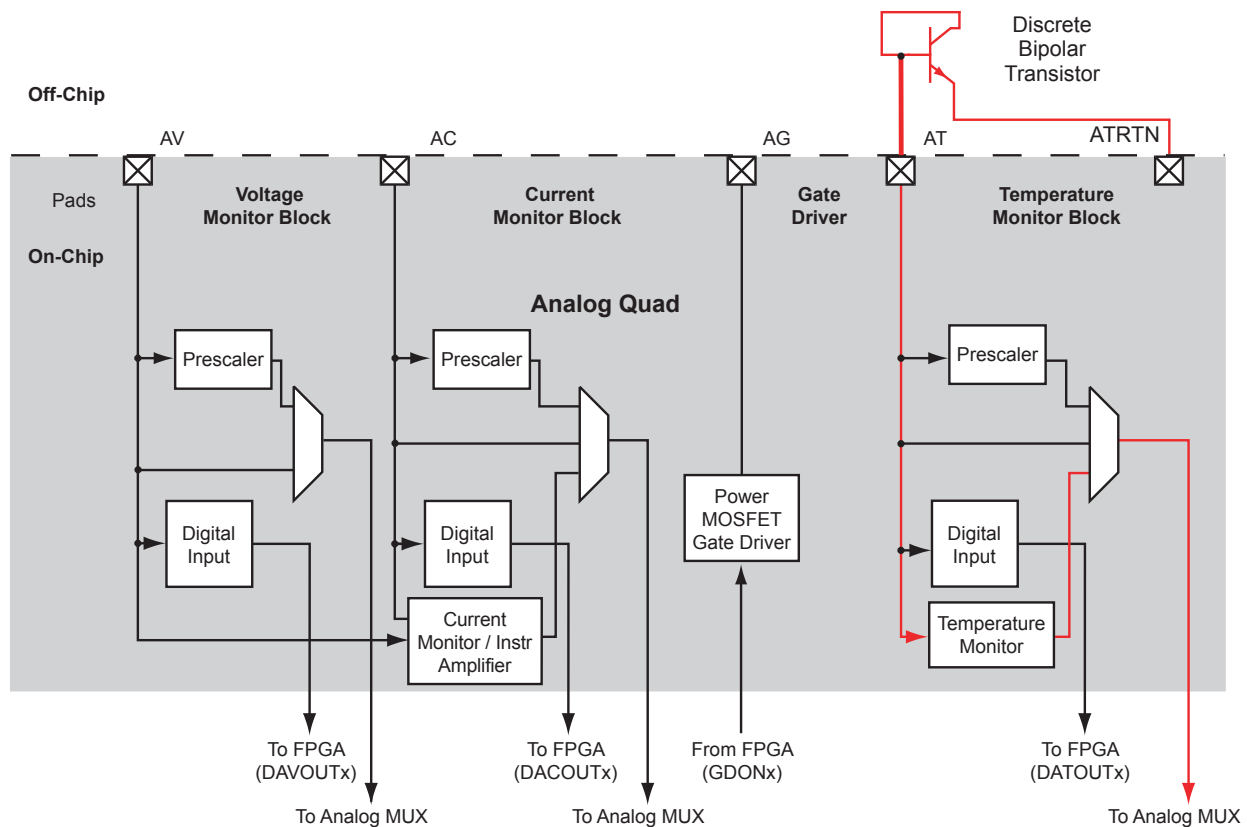 Discrete
Bipolar
Transistor
Off-Chip
AV
AC
AG
AT
ATRTN
Pads
Voltage
Monitor Block
Current
Monitor Block
Gate
Driver
Temperature
Monitor Block
On-Chip
Analog Quad
Prescaler
Prescaler
Prescaler
Power
MOSFET
Gate Driver
Digital
Input
Digital
Input
Digital
Input
Current
Monitor / Instr
Amplifier
Temperature
Monitor
To FPGA
(DAVOUTx)
To FPGA
(DACOUTx)
From FPGA
(GDONx)
To FPGA
(DATOUTx)
To Analog MUX
To Analog MUX
To Analog MUX